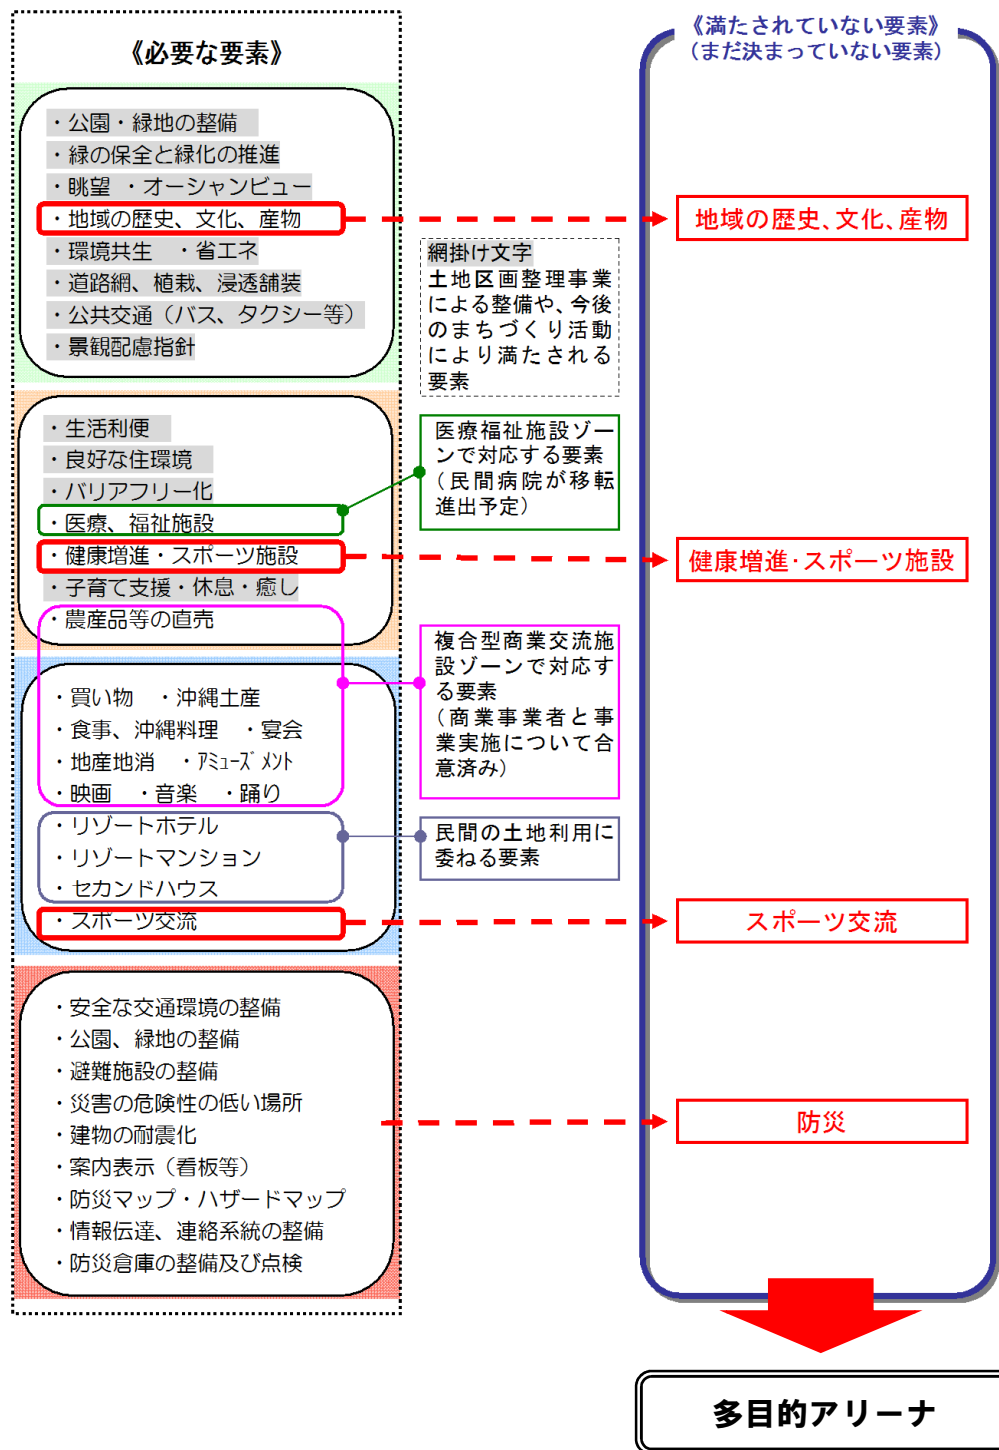 《必要な要素》
・公園・緑地の整備
・緑の保全と緑化の推進
・眺望 ・オーシャンビュー
・地域の歴史、文化、産物
・環境共生 ・省エネ
・道路網、植栽、浸透舗装
・公共交通（バス、タクシー等）
・景観配慮指針
・生活利便
・良好な住環境
・バリアフリー化
・医療、福祉施設
・健康増進・スポーツ施設
・子育て支援・休息・癒し
・農産品等の直売
・買い物 ・沖縄土産
・食事、沖縄料理 ・宴会
・地産地消 ・ｱﾐｭｰｽﾞﾒﾝﾄ
・映画 ・音楽 ・踊り
・リゾートホテル
・リゾートマンション
・セカンドハウス
・スポーツ交流
・安全な交通環境の整備
・公園、緑地の整備
・避難施設の整備
・災害の危険性の低い場所
・建物の耐震化
・案内表示（看板等）
・防災マップ・ハザードマップ
・情報伝達、連絡系統の整備
・防災倉庫の整備及び点検
網掛け文字
土地区画整理事業
による整備や、今後
のまちづくり活動
により満たされる
要素
医療福祉施設ゾー
ンで対応する要素
（民間病院が移転
進出予定）
複合型商業交流施
設ゾーンで対応す
る要素
（商業事業者と事
業実施について合
意済み）
民間の土地利用に
委ねる要素
《満たされていない要素》
（まだ決まっていない要素）
地域の歴史、文化、産物
健康増進・スポーツ施設
スポーツ交流
防災
多目的アリーナ